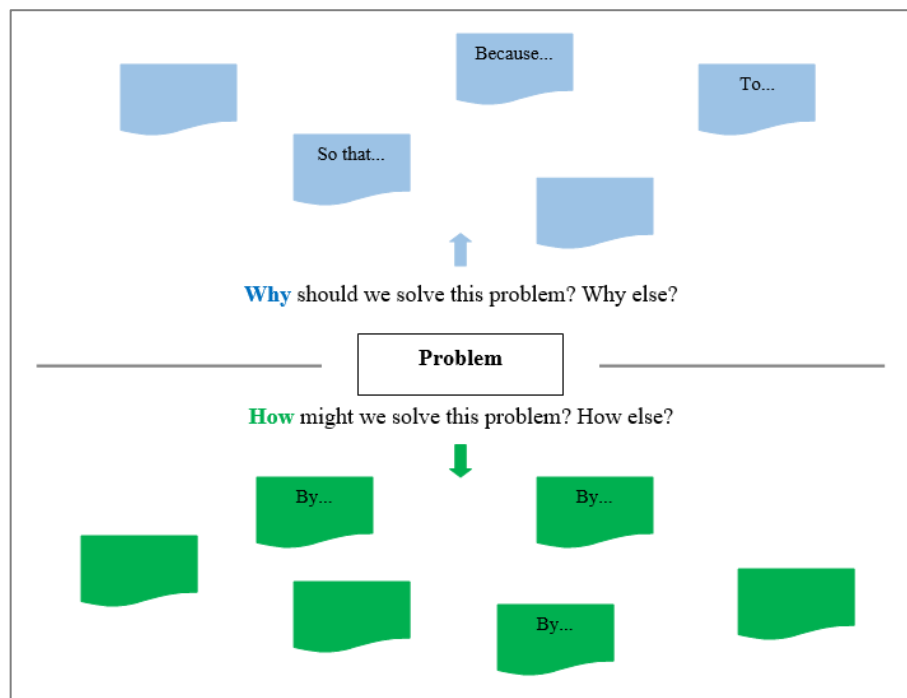 Because...
To...
So that...
Why should we solve this problem? Why else?
Problem
How might we solve this problem? How else?
By...
By...
By...